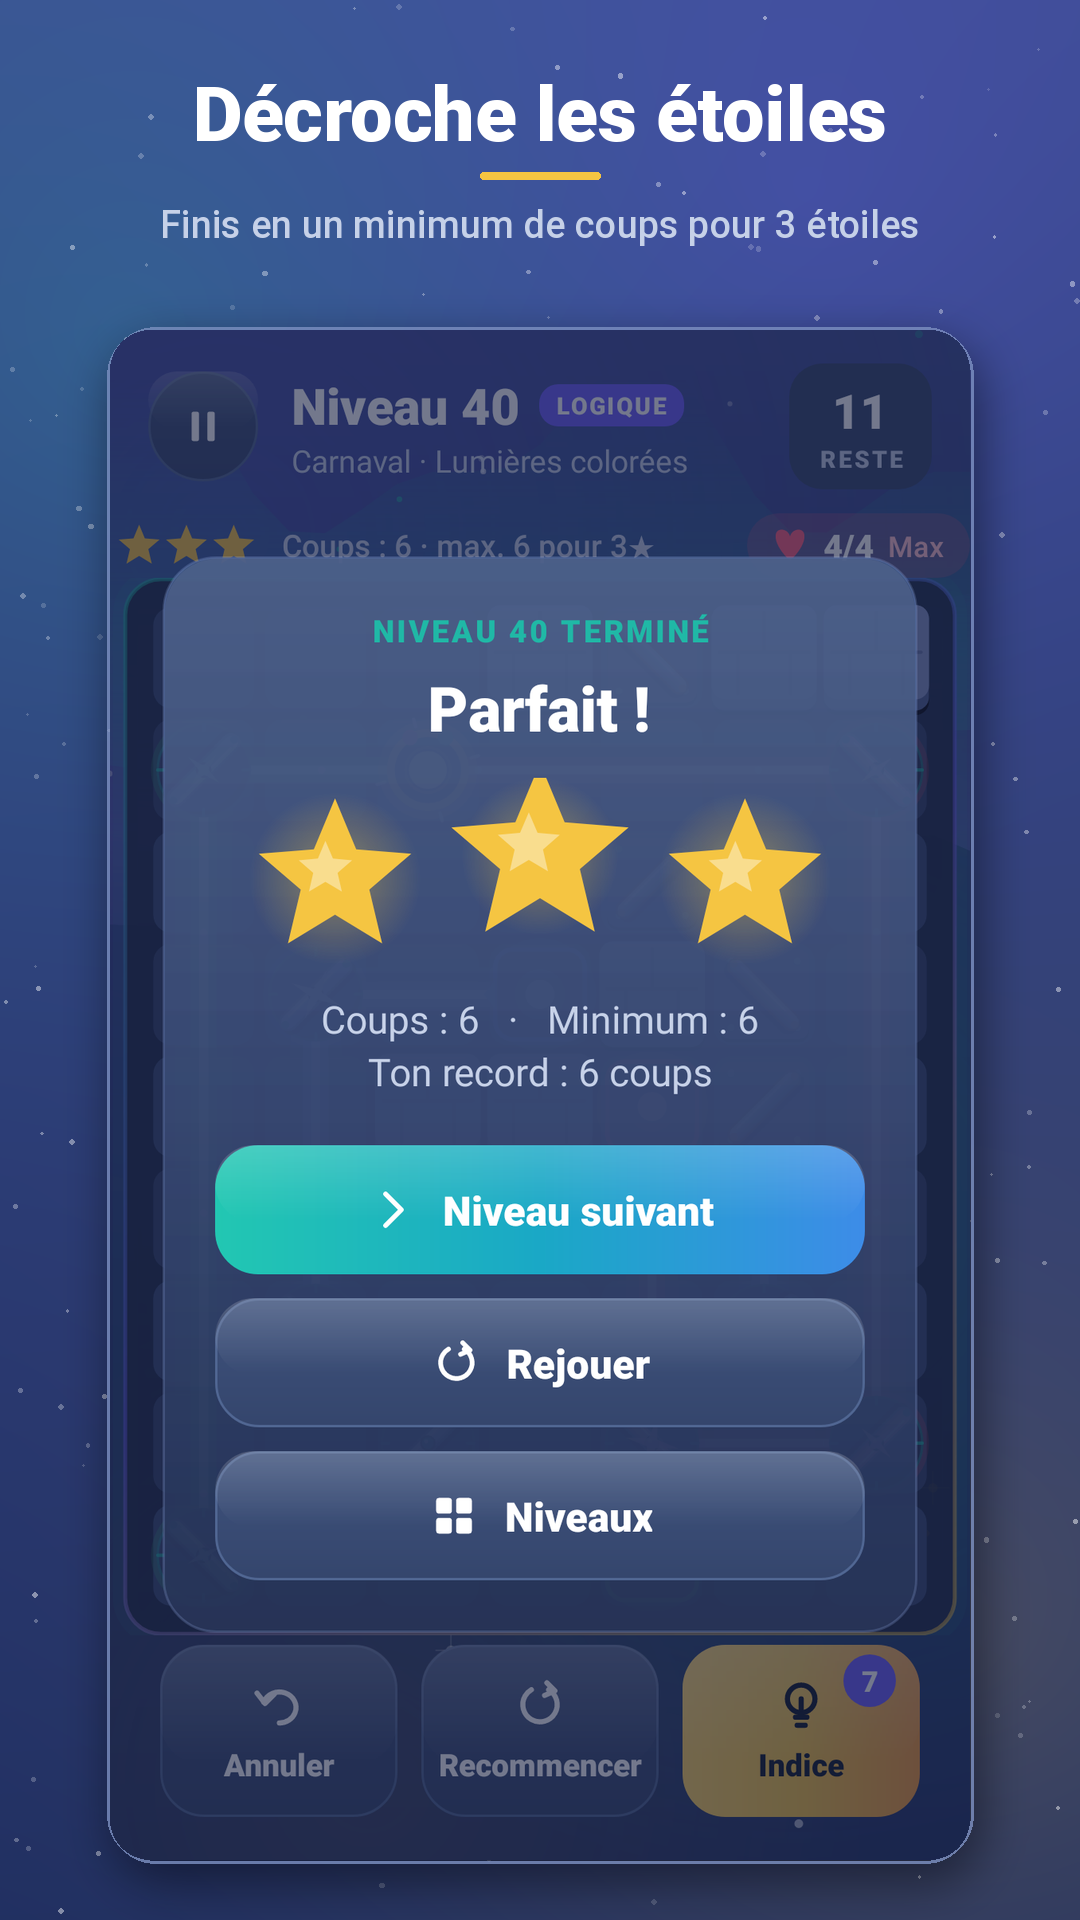 Décroche les étoiles
Finis en un minimum de coups pour 3 étoiles
Niveau 40 LOGIQUE
Carnaval · Lumières colorées
11
RESTE
Coups : 6 · max. 6 pour 3★
4/4 Max
NIVEAU 40 TERMINÉ
Parfait !
Coups : 6 · Minimum : 6
Ton record : 6 coups
Niveau suivant
Rejouer
Niveaux
Annuler
Recommencer
7
Indice